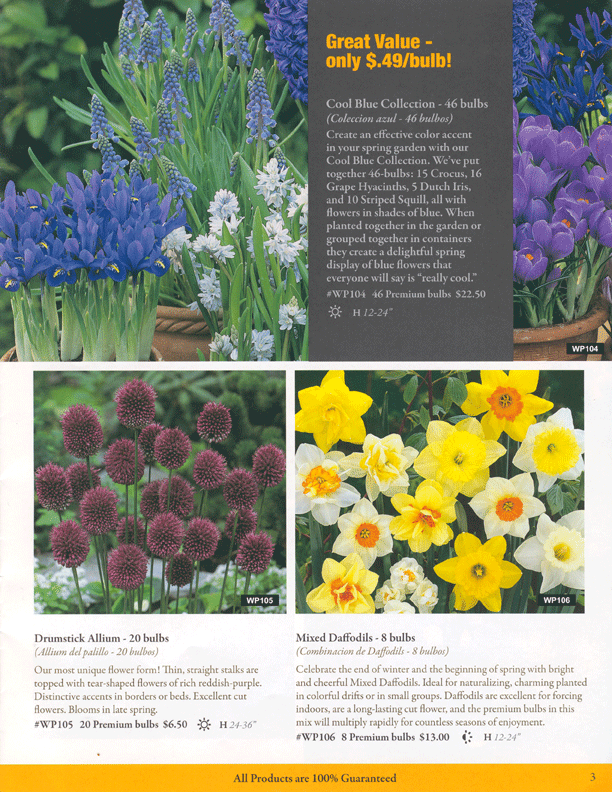 Great Value -
only $.49/bulb!
Cool Blue Collection - 46 bulbs
(Coleccion azul - 46 bulbos)
Create an effective color accent
in your spring garden with our
Cool Blue Collection. We've put
together 46-bulbs: 15 Crocus, 16
Grape Hyacinths, 5 Dutch Iris,
and 10 Striped Squill, all with
flowers in shades of blue. When
planted together in the garden or
grouped together in containers
they create a delightful spring
display of blue flowers that
everyone will say is "really cool."
#WP104 46 Premium bulbs $22.50
H 12-24"
WP104
WP105
WP106
Drumstick Allium - 20 bulbs
(Allium del palillo - 20 bulbos)
Our most unique flower form! Thin, straight stalks are
topped with tear-shaped flowers of rich reddish-purple.
Distinctive accents in borders or beds. Excellent cut
flowers. Blooms in late spring.
#WP105 20 Premium bulbs $6.50 H 24-36"
Mixed Daffodils - 8 bulbs
(Combinacion de Daffodils - 8 bulbos)
Celebrate the end of winter and the beginning of spring with bright
and cheerful Mixed Daffodils. Ideal for naturalizing, charming planted
in colorful drifts or in small groups. Daffodils are excellent for forcing
indoors, are a long-lasting cut flower, and the premium bulbs in this
mix will multiply rapidly for countless seasons of enjoyment.
#WP106 8 Premium bulbs $13.00 H 12-24"
All Products are 100% Guaranteed
3